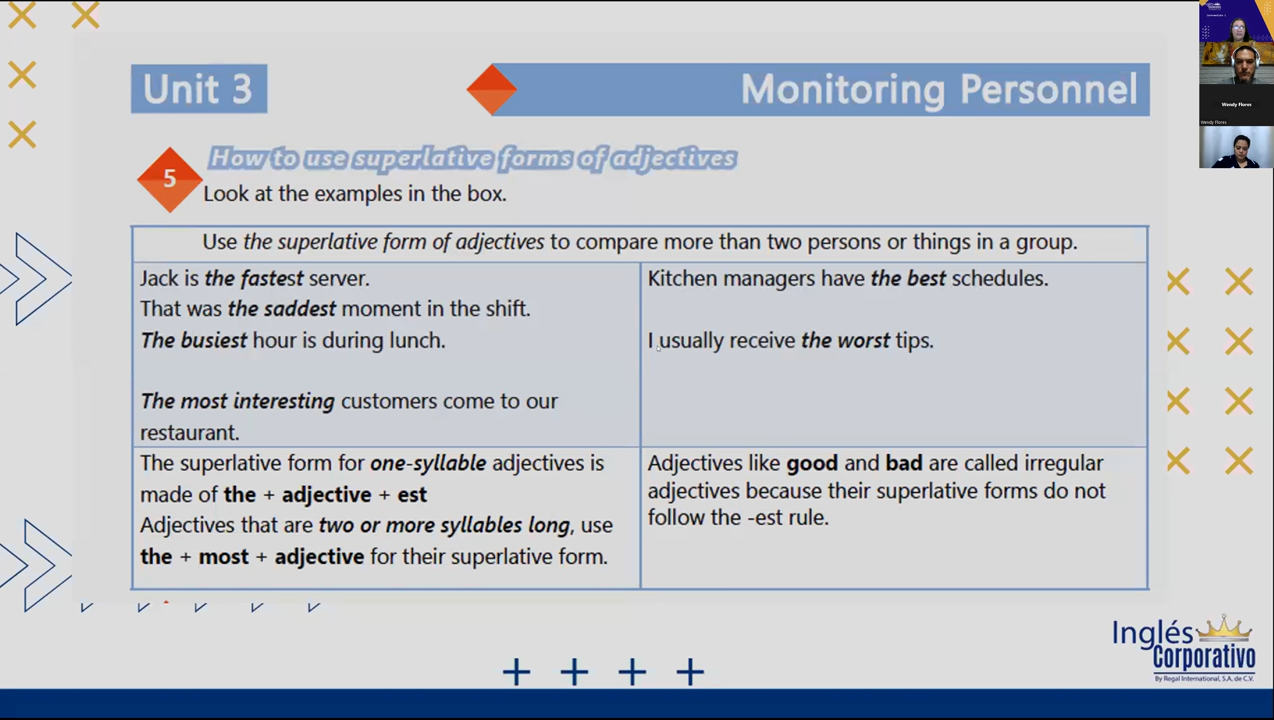 Unit 3
Monitoring Personnel
5
How to use superlative forms of adjectives
Look at the examples in the box.
Use the superlative form of adjectives to compare more than two persons or things in a group.
Jack is the fastest server.
That was the saddest moment in the shift.
The busiest hour is during lunch.
The most interesting customers come to our
restaurant.
Kitchen managers have the best schedules.
I usually receive the worst tips.
The superlative form for one-syllable adjectives is
made of the + adjective + est
Adjectives that are two or more syllables long, use
the + most + adjective for their superlative form.
Adjectives like good and bad are called irregular
adjectives because their superlative forms do not
follow the -est rule.
Inglés
Corporativo
By Regal International, S.A. de C.V.
Wendy Flores
Wendy Flores